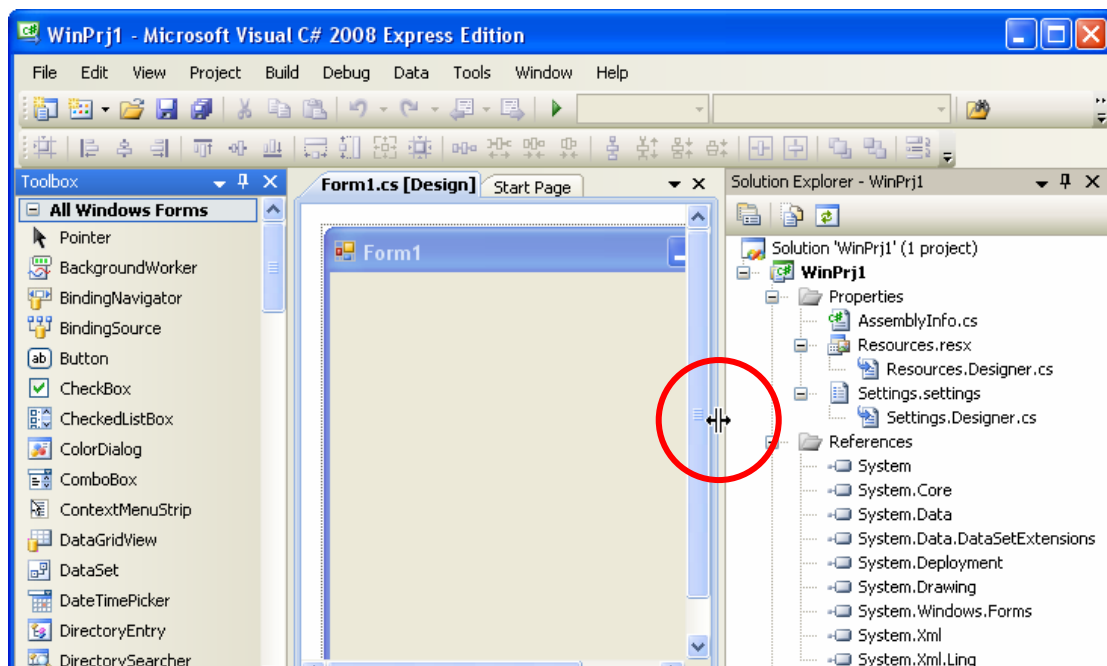 WinPrj1 - Microsoft Visual C# 2008 Express Edition
File Edit View Project Build Debug Data Tools Window Help
Toolbox
All Windows Forms
Pointer
BackgroundWorker
BindingNavigator
BindingSource
ab Button
CheckBox
CheckedListBox
ColorDialog
ComboBox
ContextMenuStrip
DataGridView
DataSet
DateTimePicker
DirectoryEntry
DirectorySearcher
Form1.cs [Design] Start Page
Form1
Solution Explorer - WinPrj1
Solution 'WinPrj1' (1 project)
WinPrj1
Properties
AssemblyInfo.cs
Resources.resx
Resources.Designer.cs
Settings.settings
Settings.Designer.cs
References
System
System.Core
System.Data
System.Data.DataSetExtensions
System.Deployment
System.Drawing
System.Windows.Forms
System.Xml
System.Xml.Linq